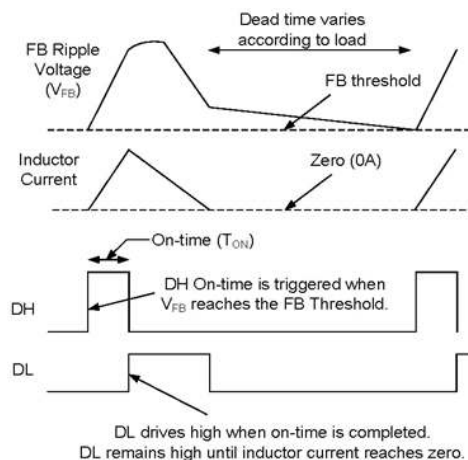 Dead time varies
according to load
FB Ripple
Voltage
(VFB)
FB threshold
Inductor
Current
Zero (0A)
On-time (TON)
DH On-time is triggered when
VFB reaches the FB Threshold.
DH
DL
DL drives high when on-time is completed.
DL remains high until inductor current reaches zero.